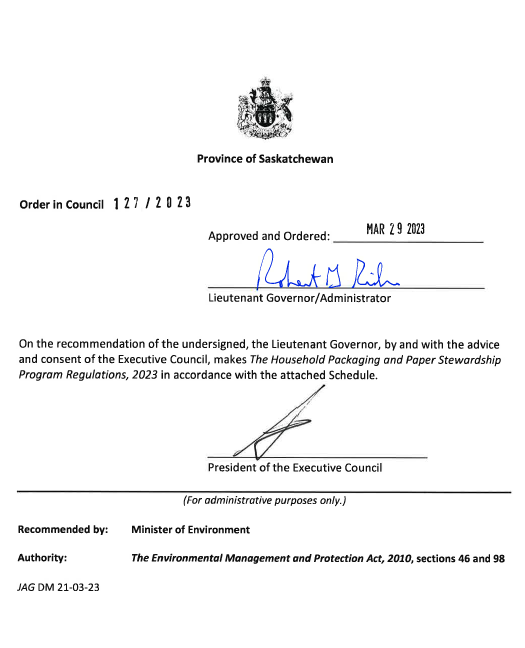 Province of Saskatchewan
Order in Council 127/2023
Approved and Ordered: MAR 29 2023
Robert G
Lieutenant Governor/Administrator
On the recommendation of the undersigned, the Lieutenant Governor, by and with the advice
and consent of the Executive Council, makes The Household Packaging and Paper Stewardship
Program Regulations, 2023 in accordance with the attached Schedule.
President of the Executive Council
(For administrative purposes only.)
Recommended by: Minister of Environment
Authority: The Environmental Management and Protection Act, 2010, sections 46 and 98
JAG DM 21-03-23